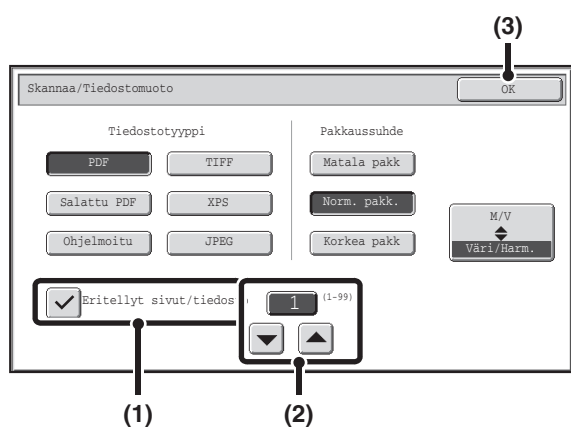 (3)
Skannaa/Tiedostomuoto
OK
Tiedostotyyppi
Pakkaussuhde
PDF
TIFF
Matala pakk
Salattu PDF
XPS
Norm. pakk.
M/V
Väri/Harm.
Ohjelmoitu
JPEG
Korkea pakk
Eritellyt sivut/tiedost
1
(1-99)
(1)
(2)